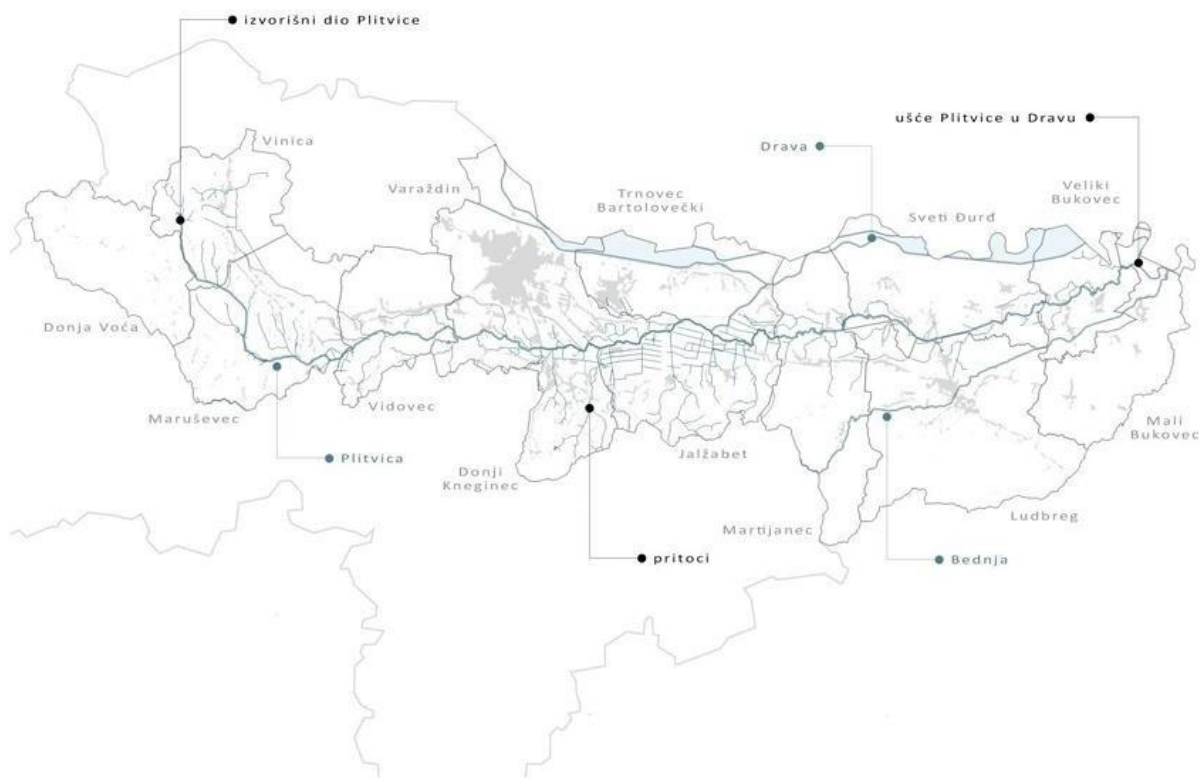 izvorišni dio Plitvice
ušće Plitvice u Dravu
Vinica
Drava
Varaždin
Trnovec
Bartolovečki
Veliki
Bukovec
Sveti Đurd
Donja Voća
Maruševec
Vidovec
Plitvica
Donji
Kneginec
Jalžabet
Mali
Bukovec
Martijanec
Ludbreg
pritoci
Bednja